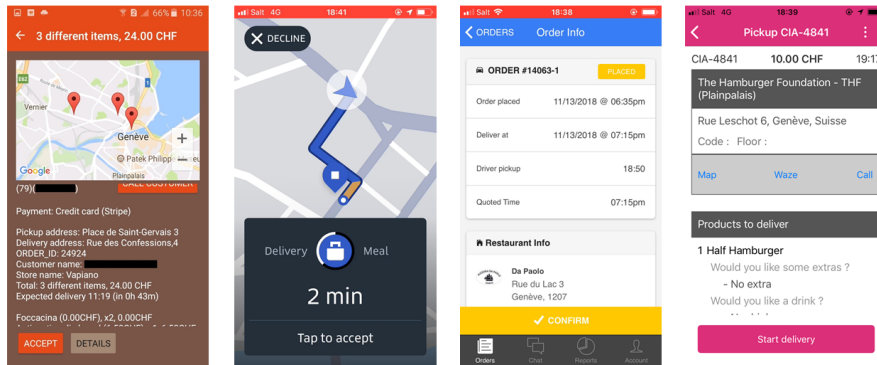 66% 10:36
3 different items, 24.00 CHF
E62
1
Vernier
Genève
Patek Philipp
Plainpalais
Google
+
(79)(
CALL CUSTOMER
Payment: Credit card (Stripe)
Pickup address: Place de Saint-Gervais 3
Delivery address: Rue des Confessions,4
ORDER_ID: 24924
Customer name:
Store name: Vapiano
Total: 3 different items, 24.00 CHF
Expected delivery 11:19 (in 0h 43m)
Foccacina (0.00CHF), x2, 0.00CHF
ACCEPT DETAILS
Salt 4G 18:41
DECLINE
Delivery Meal
2 min
Tap to accept
Salt 18:38
ORDERS Order Info
ORDER #14063-1 PLACED
Order placed 11/13/2018 @ 06:35pm
Deliver at 11/13/2018 @ 07:15pm
Driver pickup 18:50
Quoted Time 07:15pm
Restaurant Info
Da Paolo
Rue du Lac 3
Genève, 1207
CONFIRM
Orders Chat Reports Account
Salt 4G 18:39
Pickup CIA-4841
CIA-4841 10.00 CHF 19:17
The Hamburger Foundation - THF
(Plainpalais)
Rue Leschot 6, Genève, Suisse
Code : Floor :
Map Waze Call
Products to deliver
1 Half Hamburger
Would you like some extras ?
- No extra
Would you like a drink ?
Start delivery